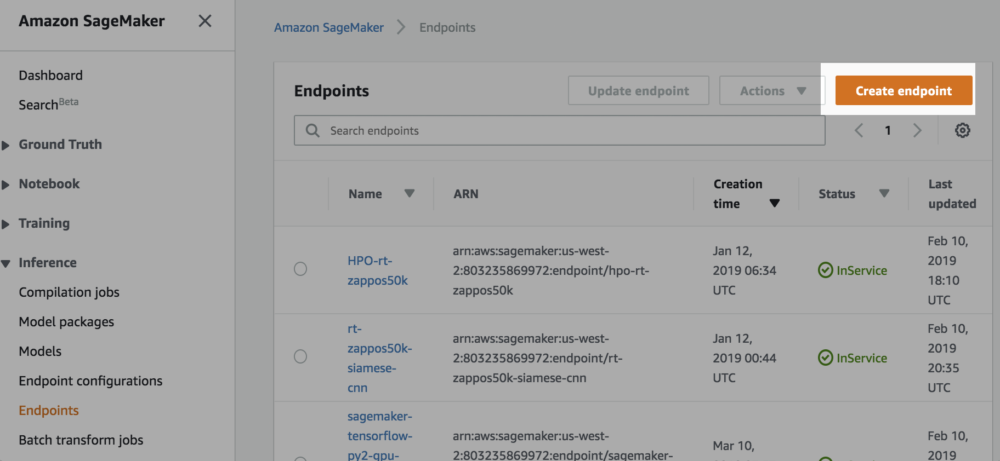 Amazon SageMaker
Dashboard
Search Beta
Ground Truth
Notebook
Training
Inference
Compilation jobs
Model packages
Models
Endpoint configurations
Endpoints
Batch transform jobs
Amazon SageMaker > Endpoints
Endpoints
Update endpoint
Actions
Create endpoint
Search endpoints
1
Name
ARN
Creation
time
Status
Last
updated
HPO-rt-
zappos50k
arn:aws:sagemaker:us-west-
2:803235869972:endpoint/hpo-rt-
zappos50k
Jan 12,
2019 06:34
UTC
InService
Feb 10,
2019
18:10
UTC
rt-
zappos50k-
siamese-
cnn
arn:aws:sagemaker:us-west-
2:803235869972:endpoint/rt-
zappos50k-siamese-cnn
Jan 12,
2019 00:44
UTC
InService
Feb 10,
2019
20:35
UTC
sagemaker-
tensorflow-
py2-gpu-
arn:aws:sagemaker:us-west-
2:803235869972:endpoint/sagemaker-
Mar 10,
Feb 10,
2019